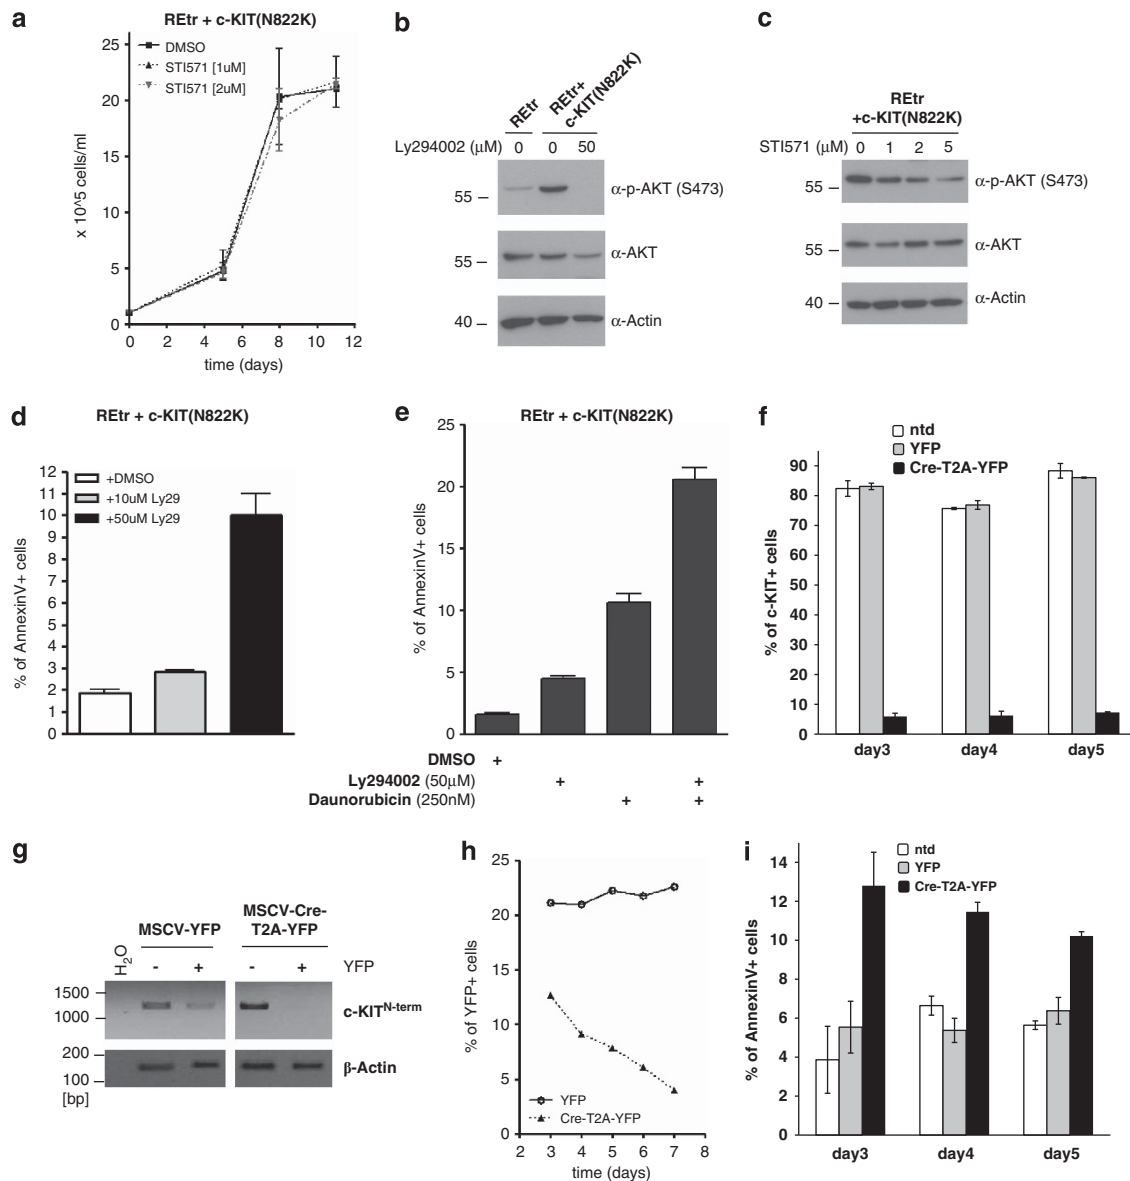 a
REtr + c-KIT(N822K)
DMSO
STI571 [1uM]
STI571 [2uM]
25
20
15
10
5
0
x 10^5 cells/ml
0 2 4 6 8 10 12
time (days)
b
REtr
REtr+
c-KIT(N822K)
Ly294002 (μM) 0 0 50
55 α-p-AKT (S473)
55 α-AKT
40 α-Actin
c
REtr
+c-KIT(N822K)
STI571 (μM) 0 1 2 5
55 α-p-AKT (S473)
55 α-AKT
40 α-Actin
d
REtr + c-KIT(N822K)
+DMSO
+10uM Ly29
+50uM Ly29
12
11
10
9
8
7
6
5
4
3
2
1
0
% of AnnexinV+ cells
e
REtr + c-KIT(N822K)
25
20
15
10
5
0
% of AnnexinV+ cells
DMSO +
Ly294002 (50μM) + +
Daunorubicin (250nM) + +
f
ntd
YFP
Cre-T2A-YFP
90
80
70
60
50
40
30
20
10
0
% of c-KIT+ cells
day3 day4 day5
g
MSCV-YFP
MSCV-Cre-
T2A-YFP
H2O - + - + YFP
1500
1000
c-KITN-term
200
100
β-Actin
[bp]
h
25
20
15
10
5
0
% of YFP+ cells
YFP
Cre-T2A-YFP
2 3 4 5 6 7 8
time (days)
i
ntd
YFP
Cre-T2A-YFP
14
12
10
8
6
4
2
0
% of AnnexinV+ cells
day3 day4 day5